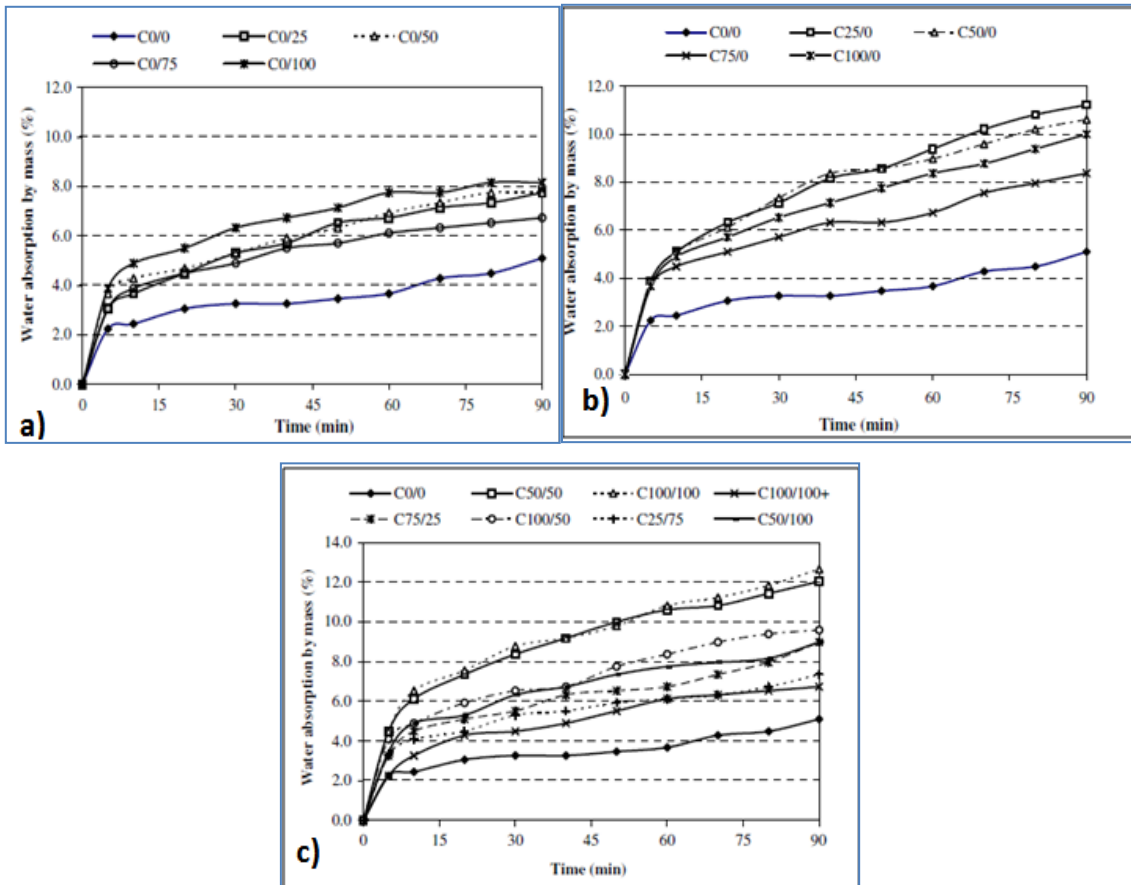 C0/0 C0/25 C0/50
C0/75 C0/100
Water absorption by mass (%)
12.0
10.0
8.0
6.0
4.0
2.0
0.0
0 15 30 45 60 75 90
Time (min)
a)
C0/0 C25/0 C50/0
C75/0 C100/0
Water absorption by mass (%)
12.0
10.0
8.0
6.0
4.0
2.0
0.0
0 15 30 45 60 75 90
Time (min)
b)
C0/0 C50/50 C100/100 C100/100+
C75/25 C100/50 C25/75 C50/100
Water absorption by mass (%)
14.0
12.0
10.0
8.0
6.0
4.0
2.0
0.0
0 15 30 45 60 75 90
Time (min)
c)